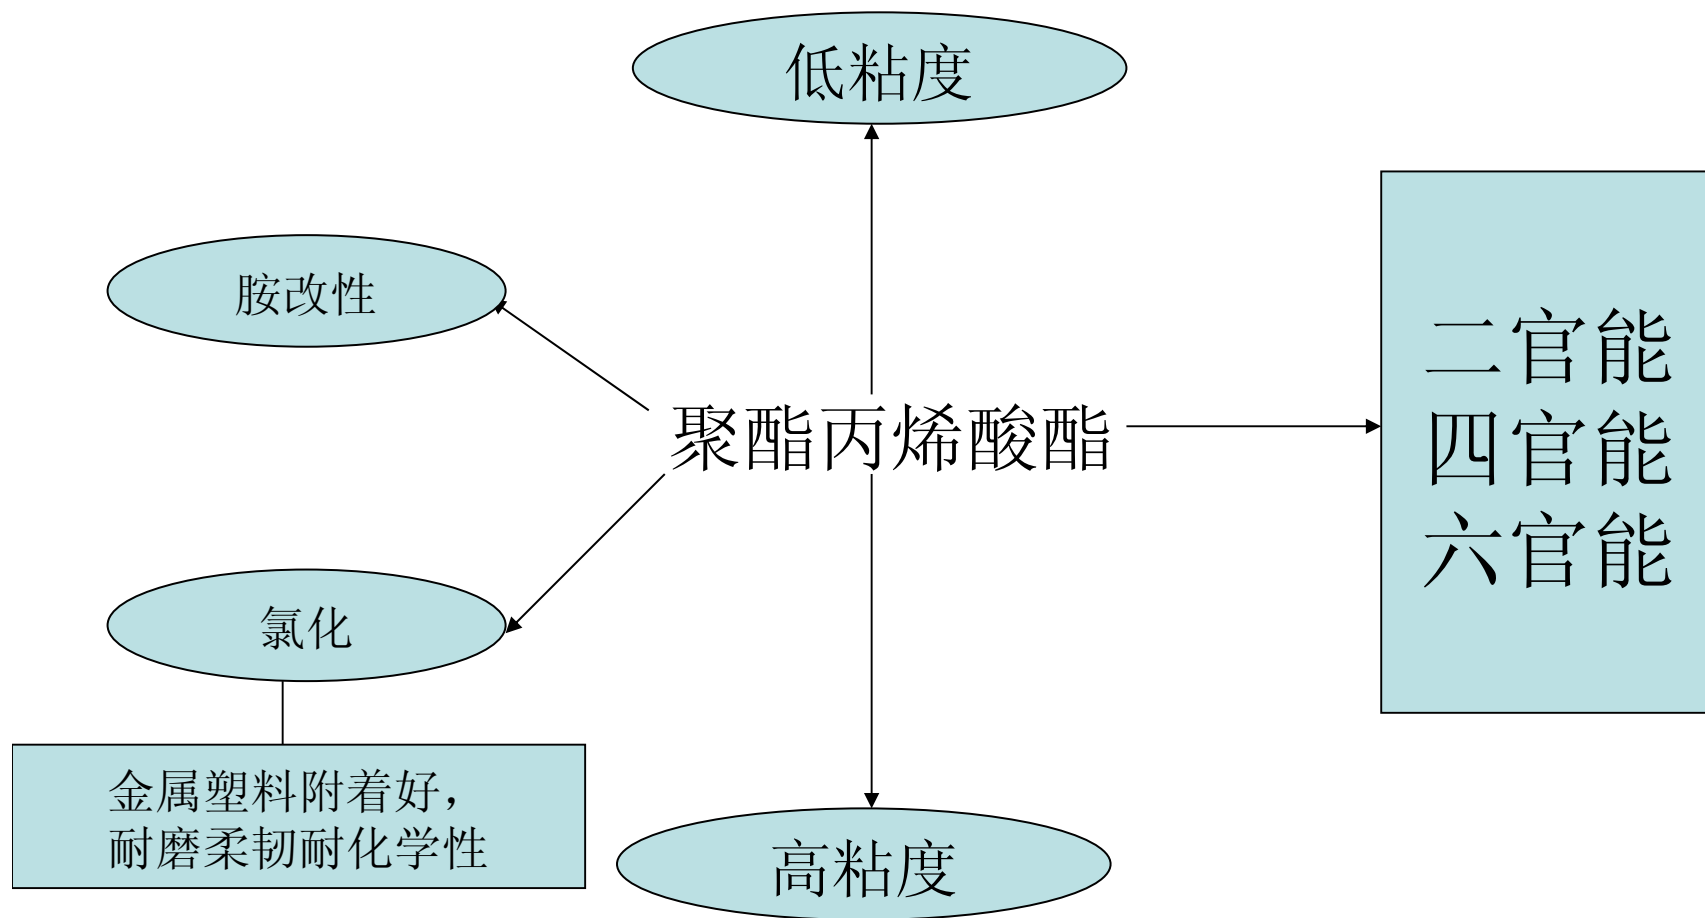 低粘度
胺改性
二官能
四官能
六官能
聚酯丙烯酸酯
氯化
金属塑料附着好，
耐磨柔韧耐化学性
高粘度